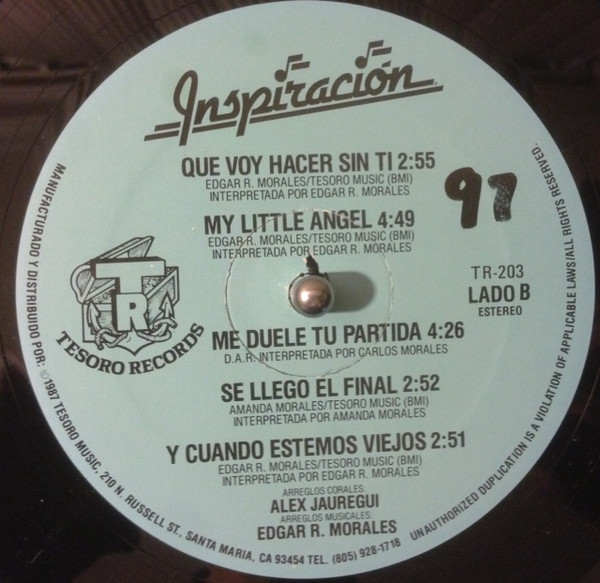 Inspiración
QUE VOY HACER SIN TI 2:55
EDGAR R. MORALES/TESORO MUSIC (BMI)
INTERPRETADA POR EDGAR R. MORALES
97
MY LITTLE ANGEL 4:49
EDGAR R. MORALES/TESORO MUSIC (BMI)
INTERPRETADA POR EDGAR R. MORALES
TR-203
LADO B
ESTEREO
TR
TESORO RECORDS
ME DUELE TU PARTIDA 4:26
D.A.R. INTERPRETADA POR CARLOS MORALES
SE LLEGO EL FINAL 2:52
AMANDA MORALES/TESORO MUSIC (BMI)
INTERPRETADA POR AMANDA MORALES
Y CUANDO ESTEMOS VIEJOS 2:51
EDGAR R. MORALES/TESORO MUSIC (BMI)
INTERPRETADA POR EDGAR R. MORALES
ARREGLOS CORALES:
ALEX JAUREGUI
ARREGLOS MUSICALES:
EDGAR R. MORALES
MANUFACTURADO Y DISTRIBUIDO POR: ©1987 TESORO MUSIC, 210 N. RUSSELL ST., SANTA MARIA, CA 93454 TEL. (805) 928-1718 UNAUTHORIZED DUPLICATION IS A VIOLATION OF APPLICABLE LAWS/ALL RIGHTS RESERVED.